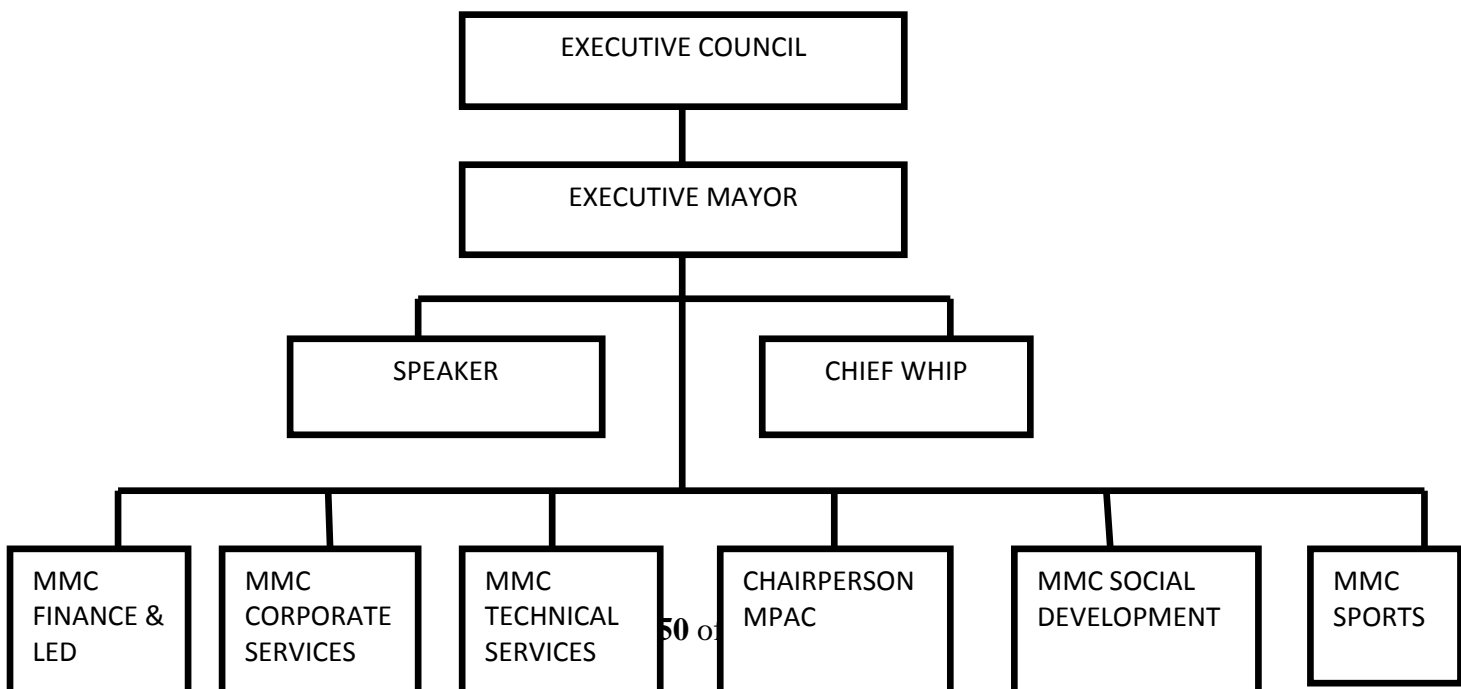 EXECUTIVE COUNCIL
EXECUTIVE MAYOR
SPEAKER
CHIEF WHIP
MMC
FINANCE &
LED
MMC
CORPORATE
SERVICES
MMC
TECHNICAL
SERVICES
CHAIRPERSON
MPAC
MMC SOCIAL
DEVELOPMENT
MMC
SPORTS